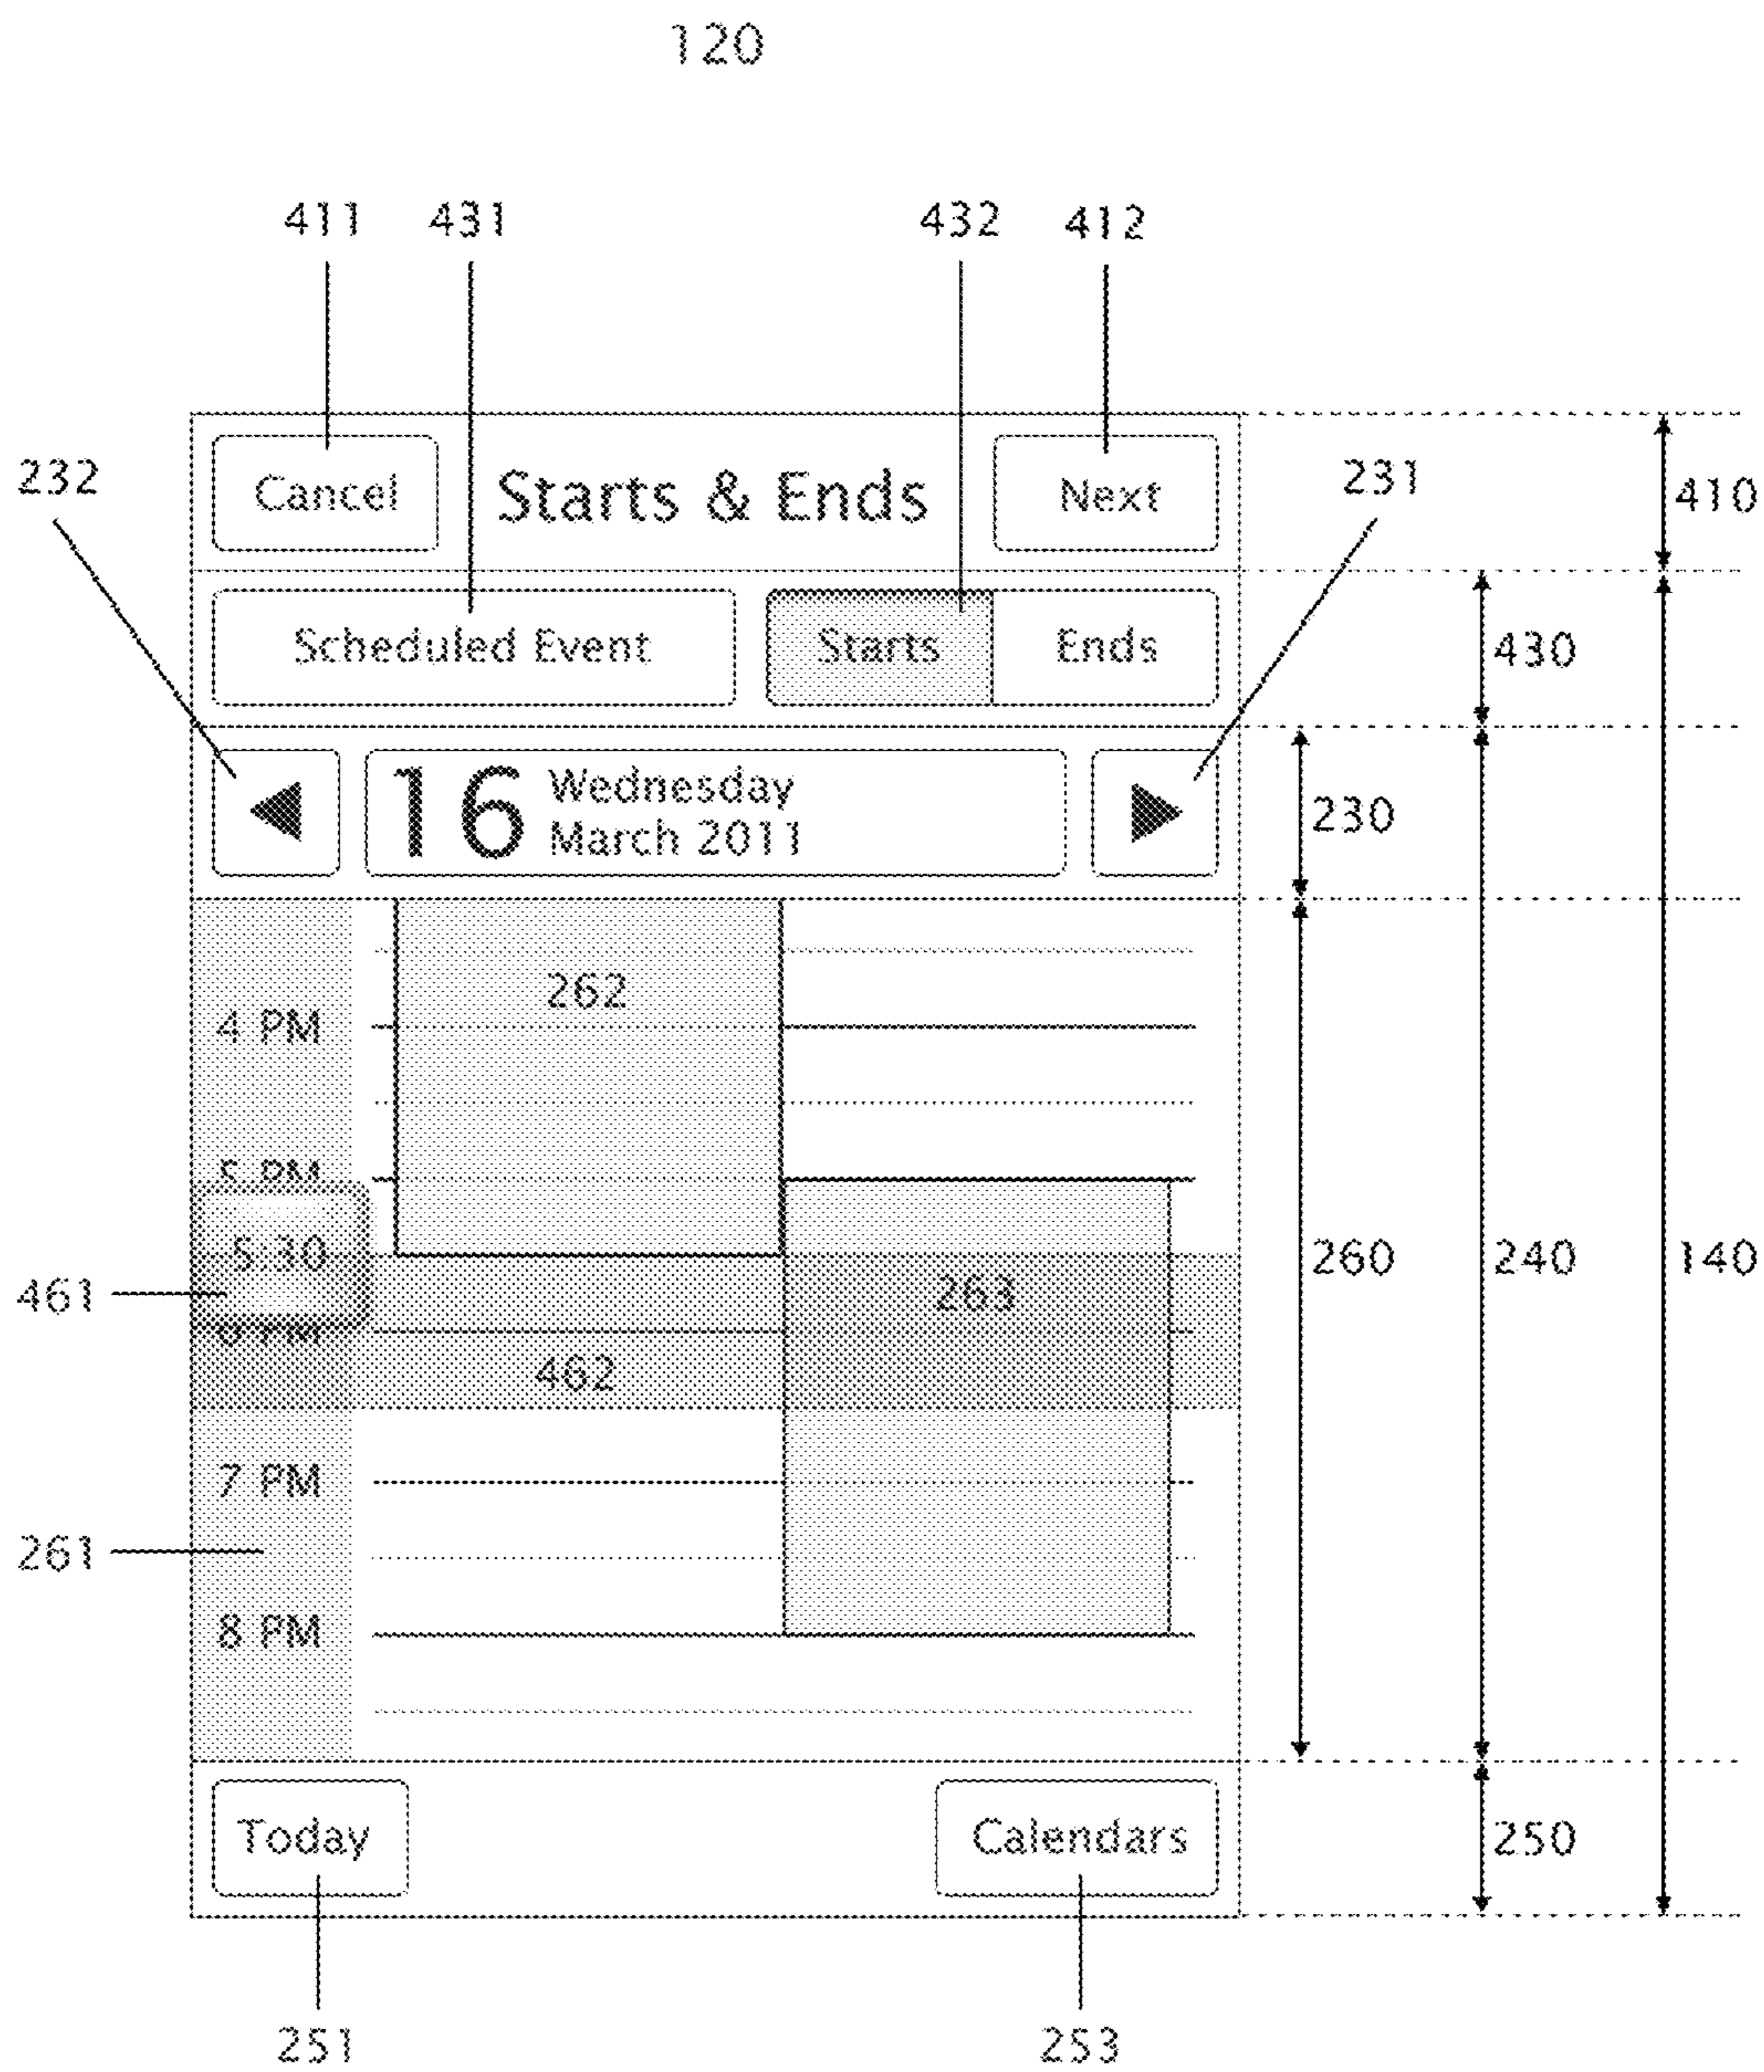 120
411 431 432 412
232 Cancel Starts & Ends Next 231 410
Scheduled Event Starts Ends 430
16 Wednesday
March 2011 230
262
4 PM
5 PM
5:30 260 240 140
461 263
6 PM
462
7 PM
261
8 PM
Today Calendars 250
251 253